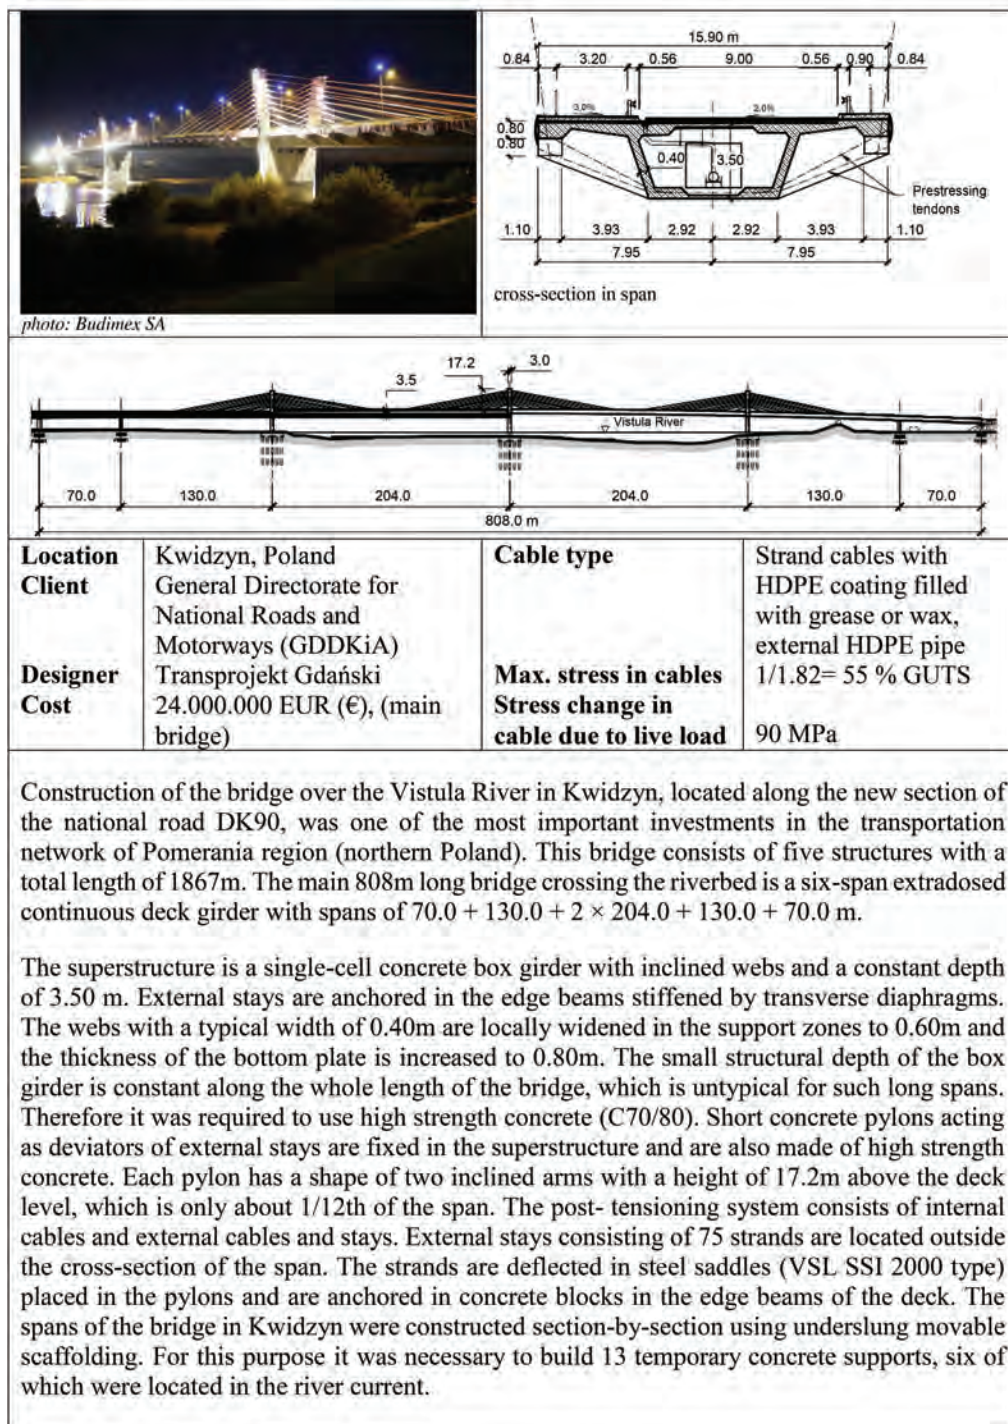 15.90 m
0.84 3.20 0.56 9.00 0.56 0.90 0.84
3,0% 2,0%
0.80
0.80
0.40 3.50
Prestressing
tendons
1.10 3.93 2.92 2.92 3.93 1.10
7.95 7.95
cross-section in span
photo: Budimex SA
17.2 3.0
3.5
Vistula River
70.0 130.0 204.0 204.0 130.0 70.0
808.0 m
Location Kwidzyn, Poland
Client General Directorate for
National Roads and
Motorways (GDDKiA)
Designer Transprojekt Gdański
Cost 24.000.000 EUR (€), (main
bridge)
Cable type Strand cables with
HDPE coating filled
with grease or wax,
external HDPE pipe
Max. stress in cables 1/1.82= 55 % GUTS
Stress change in
cable due to live load 90 MPa
Construction of the bridge over the Vistula River in Kwidzyn, located along the new section of
the national road DK90, was one of the most important investments in the transportation
network of Pomerania region (northern Poland). This bridge consists of five structures with a
total length of 1867m. The main 808m long bridge crossing the riverbed is a six-span extradosed
continuous deck girder with spans of 70.0 + 130.0 + 2 × 204.0 + 130.0 + 70.0 m.
The superstructure is a single-cell concrete box girder with inclined webs and a constant depth
of 3.50 m. External stays are anchored in the edge beams stiffened by transverse diaphragms.
The webs with a typical width of 0.40m are locally widened in the support zones to 0.60m and
the thickness of the bottom plate is increased to 0.80m. The small structural depth of the box
girder is constant along the whole length of the bridge, which is untypical for such long spans.
Therefore it was required to use high strength concrete (C70/80). Short concrete pylons acting
as deviators of external stays are fixed in the superstructure and are also made of high strength
concrete. Each pylon has a shape of two inclined arms with a height of 17.2m above the deck
level, which is only about 1/12th of the span. The post- tensioning system consists of internal
cables and external cables and stays. External stays consisting of 75 strands are located outside
the cross-section of the span. The strands are deflected in steel saddles (VSL SSI 2000 type)
placed in the pylons and are anchored in concrete blocks in the edge beams of the deck. The
spans of the bridge in Kwidzyn were constructed section-by-section using underslung movable
scaffolding. For this purpose it was necessary to build 13 temporary concrete supports, six of
which were located in the river current.